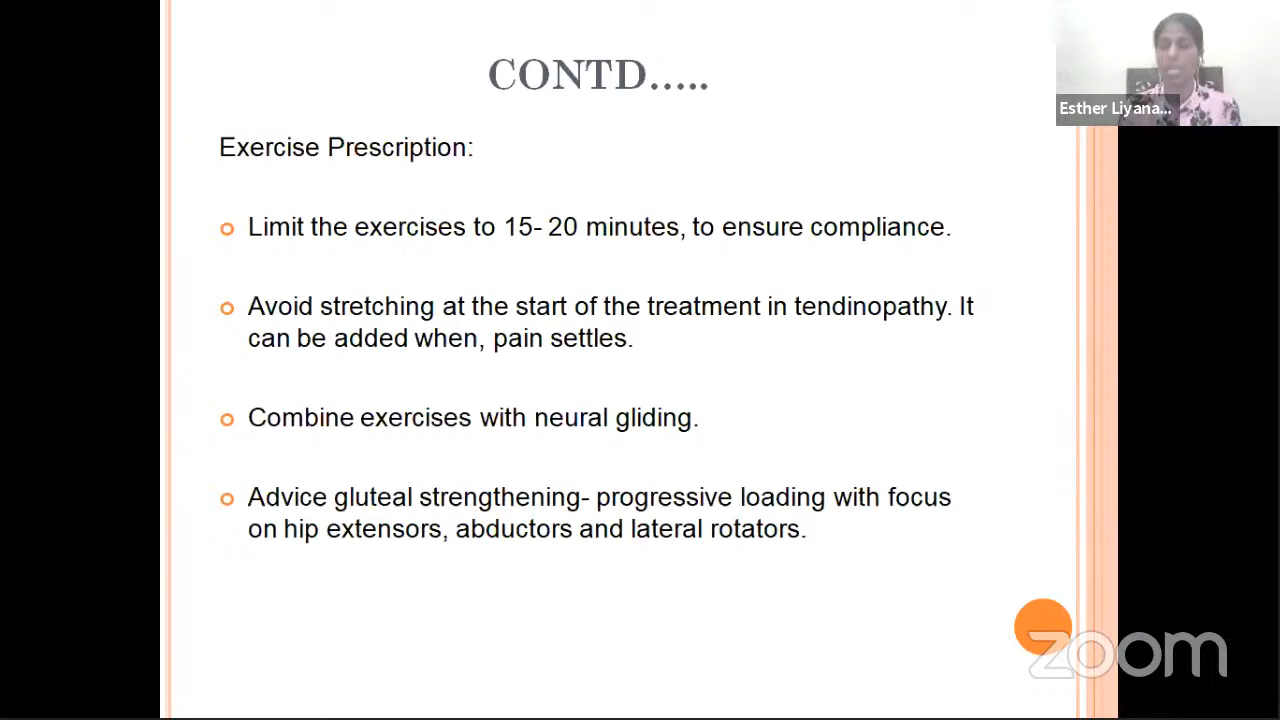 CONTD.....
Esther Liyana...
Exercise Prescription:
Limit the exercises to 15- 20 minutes, to ensure compliance.
Avoid stretching at the start of the treatment in tendinopathy. It
can be added when, pain settles.
Combine exercises with neural gliding.
Advice gluteal strengthening- progressive loading with focus
on hip extensors, abductors and lateral rotators.
zoom